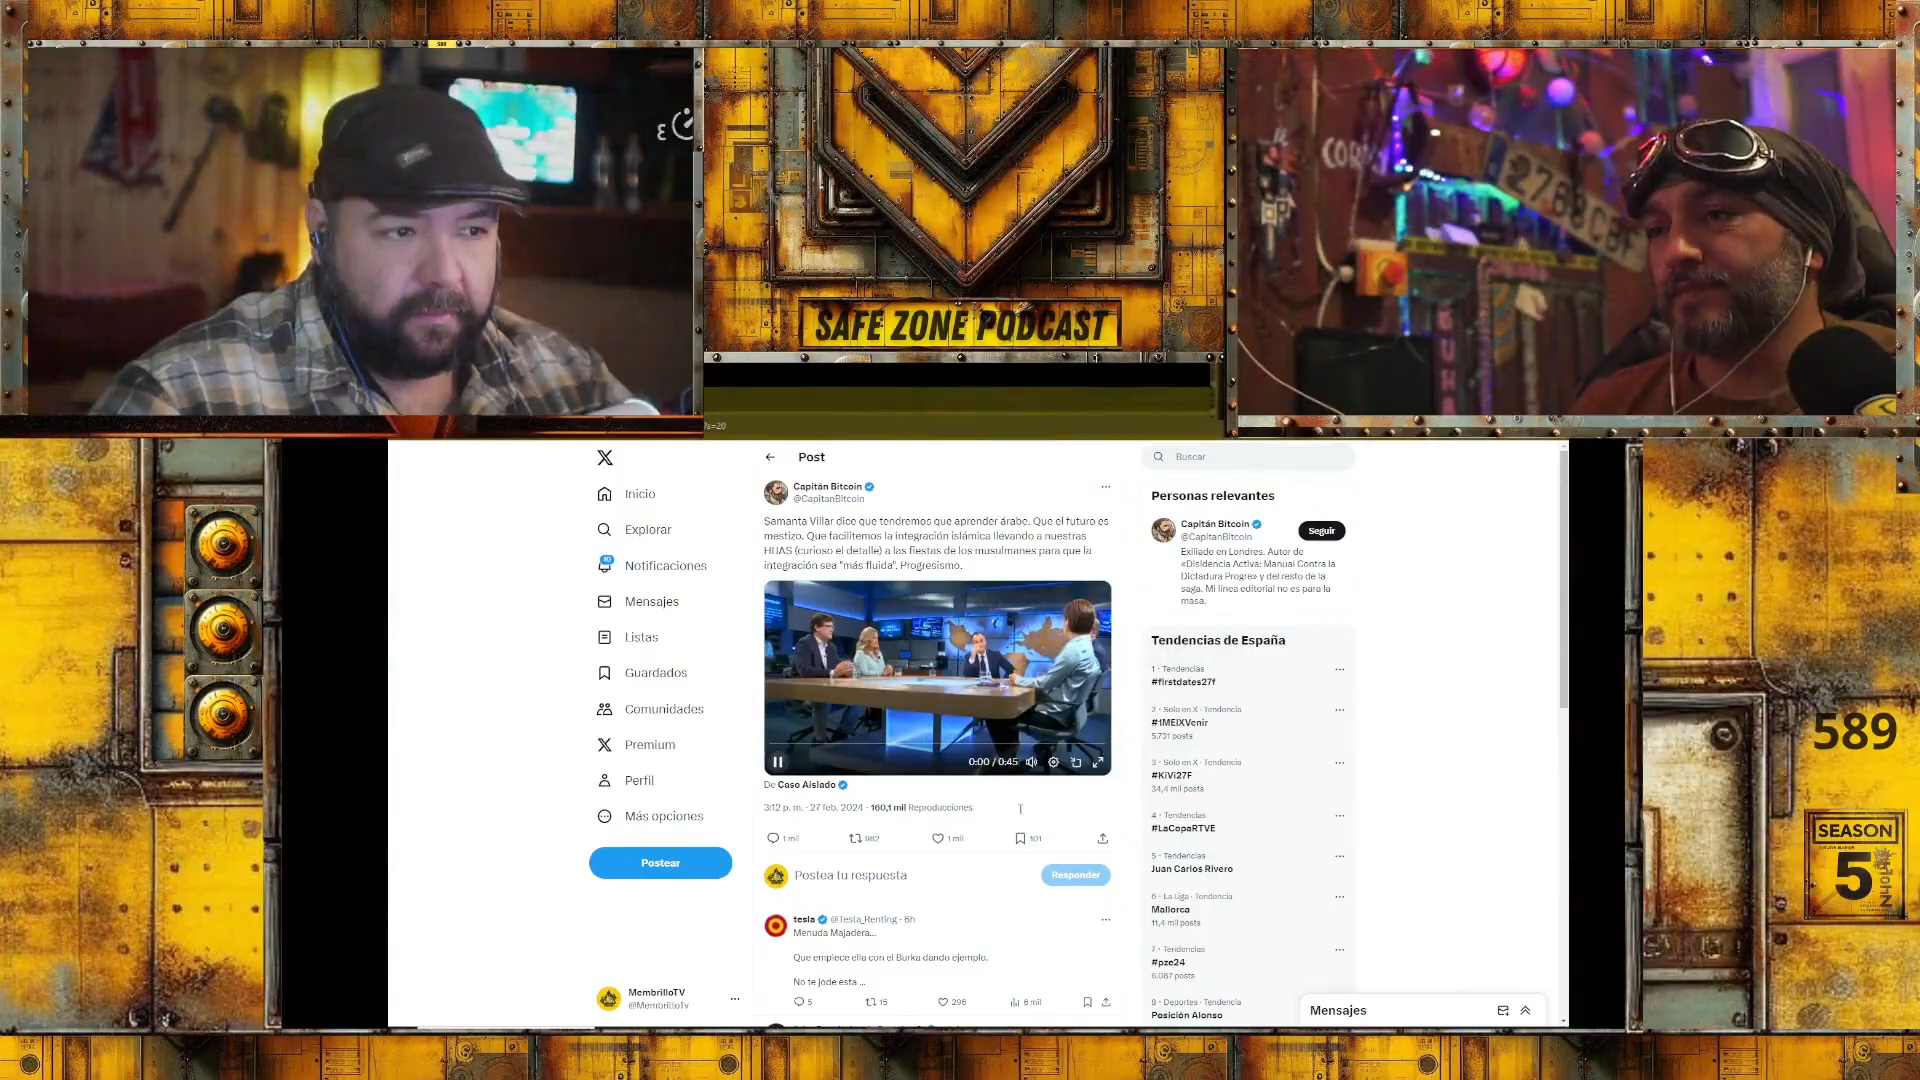 589
2768CBF
SAFE ZONE PODCAST
?s=20
Post
Buscar
Inicio
Explorar
10
Notificaciones
Mensajes
Listas
Guardados
Comunidades
Premium
Perfil
Más opciones
Postear
MembrilloTV
@MembrilloTv
Capitán Bitcoin
@CapitanBitcoin
Samanta Villar dice que tendremos que aprender árabe. Que el futuro es
mestizo. Que facilitemos la integración islámica llevando a nuestras
HIJAS (curioso el detalle) a las fiestas de los musulmanes para que la
integración sea "más fluida". Progresismo.
0:00 / 0:45
De Caso Aislado
3:12 p. m. · 27 feb. 2024 · 160,1 mil Reproducciones
1 mil
982
1 mil
101
Postea tu respuesta
Responder
tesla @Tesla_Renting · 6h
Menuda Majadera...
Que empiece ella con el Burka dando ejemplo.
No te jode esta ...
5
15
296
6 mil
Personas relevantes
Capitán Bitcoin
@CapitanBitcoin
Seguir
Exiliado en Londres. Autor de
«Disidencia Activa: Manual Contra la
Dictadura Progre» y del resto de la
saga. Mi línea editorial no es para la
masa.
Tendencias de España
1 · Tendencias
#firstdates27f
2 · Solo en X · Tendencia
#1MEIXVenir
5.731 posts
3 · Solo en X · Tendencia
#KiVi27F
34,4 mil posts
4 · Tendencias
#LaCopaRTVE
5 · Tendencias
Juan Carlos Rivero
6 · La Liga · Tendencia
Mallorca
11,4 mil posts
7 · Tendencias
#pze24
6.087 posts
8 · Deportes · Tendencia
Posición Alonso
Mensajes
589
SEASON
5